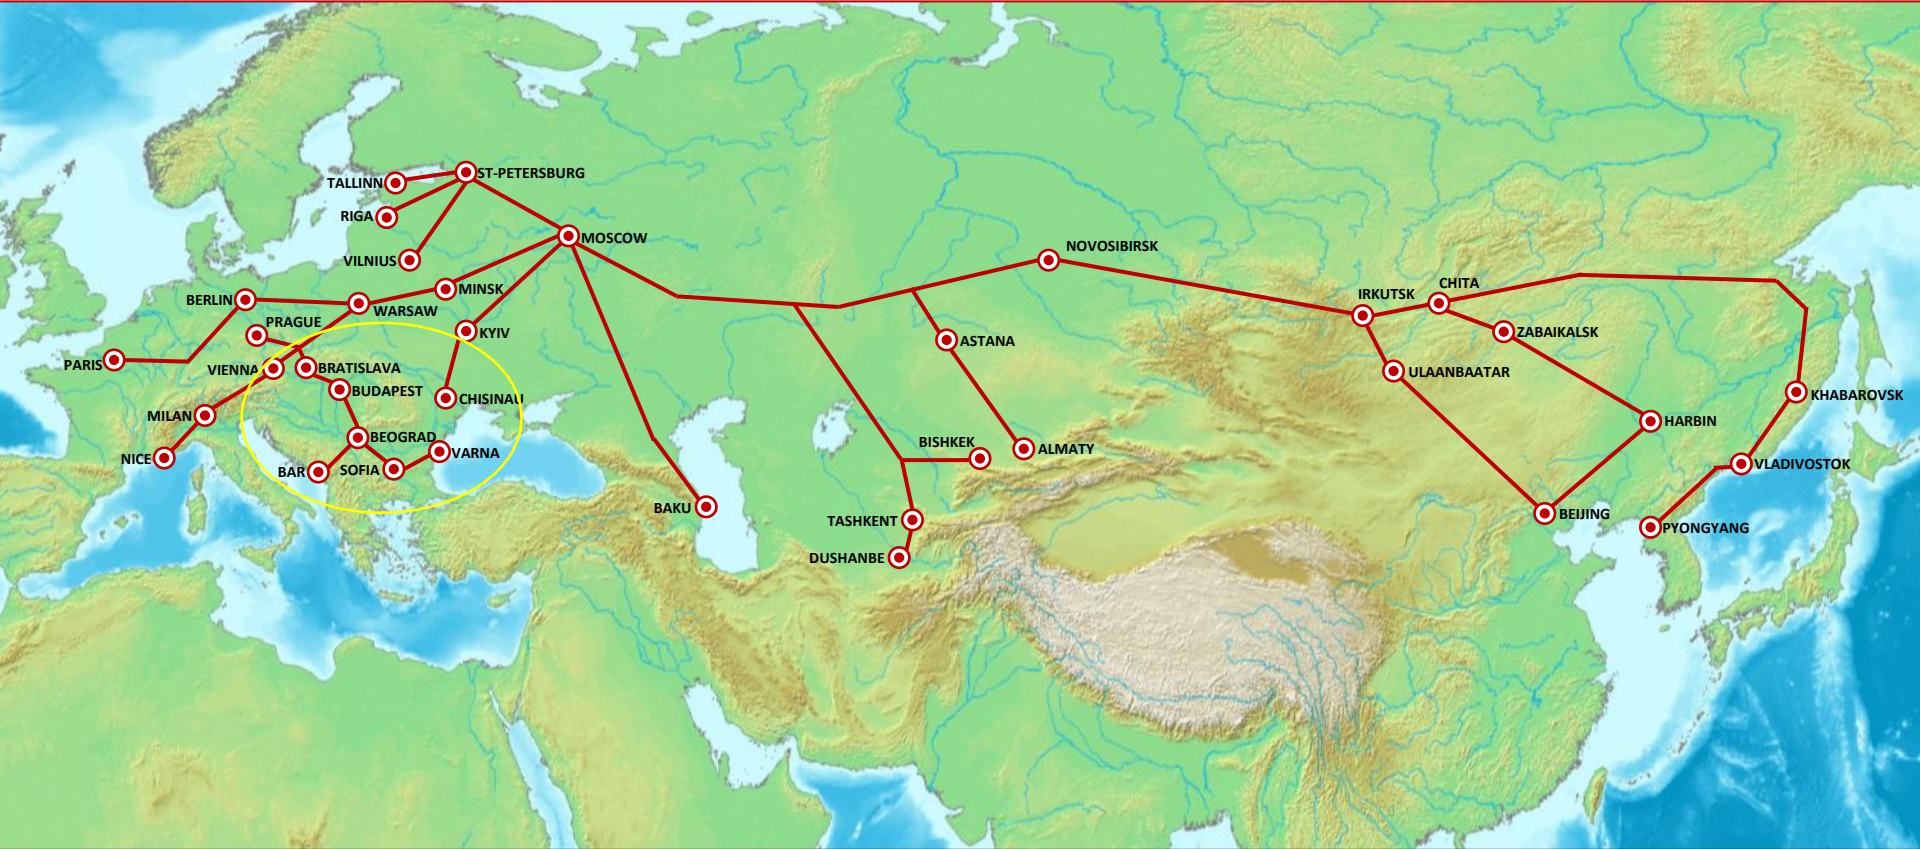 ST-PETERSBURG
TALLINN
RIGA
MOSCOW
NOVOSIBIRSK
VILNIUS
CHITA
MINSK
IRKUTSK
BERLIN
WARSAW
PRAGUE
KYIV
ZABAIKALSK
ASTANA
PARIS
VIENNA
BRATISLAVA
ULAANBAATAR
BUDAPEST
CHISINAU
KHABAROVSK
MILAN
HARBIN
BEOGRAD
BISHKEK
ALMATY
VARNA
NICE
BAR
SOFIA
VLADIVOSTOK
BAKU
BEIJING
TASHKENT
PYONGYANG
DUSHANBE